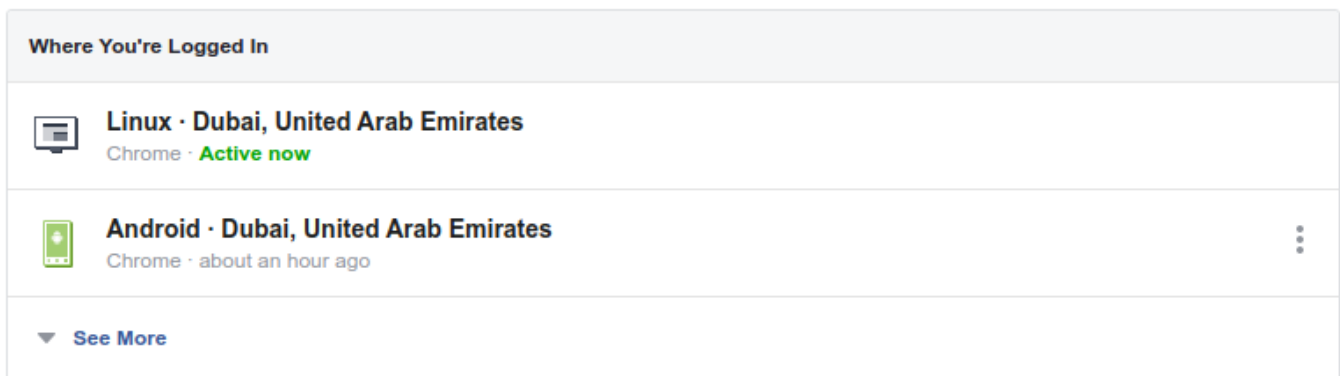 Where You're Logged In
Linux · Dubai, United Arab Emirates
Chrome · Active now
Android · Dubai, United Arab Emirates
Chrome · about an hour ago
See More